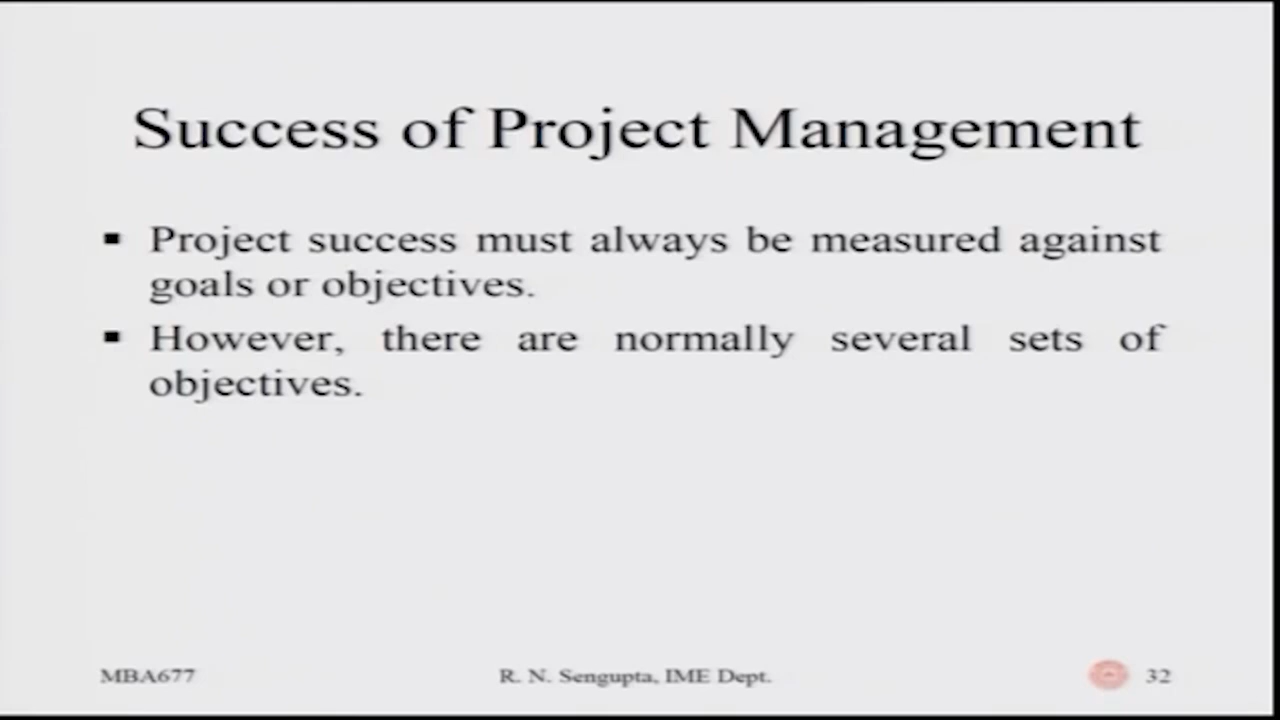 Success of Project Management
▪ Project success must always be measured against
goals or objectives.
▪ However, there are normally several sets of
objectives.
MBA677 R. N. Sengupta, IME Dept. 32